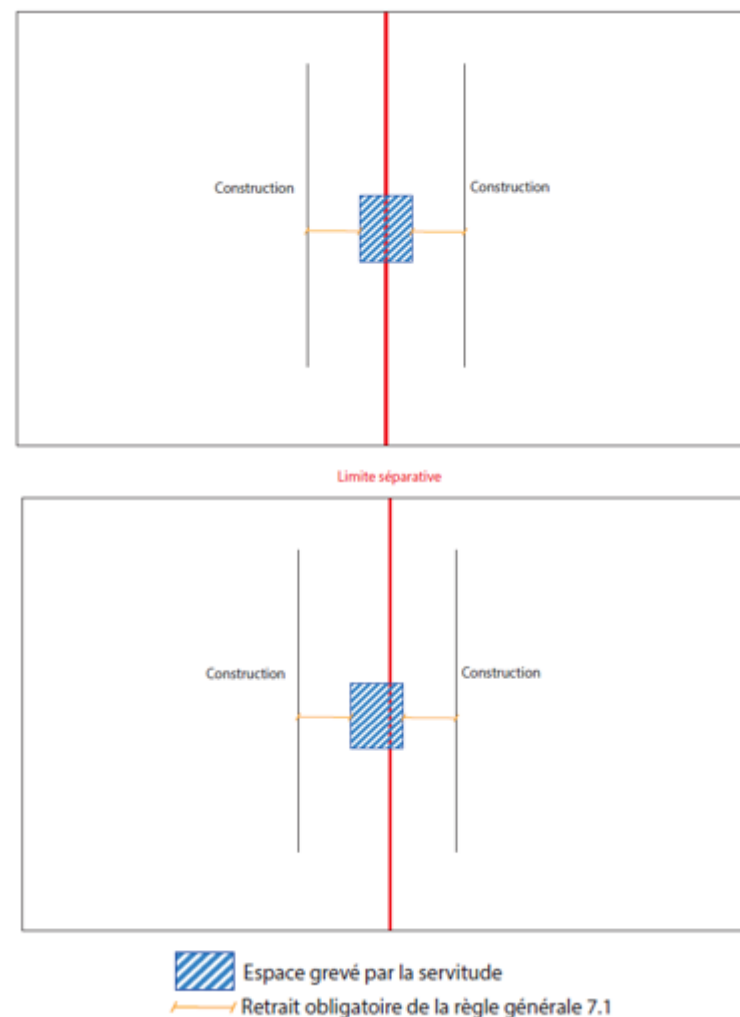 Construction
Construction
Limite séparative
Construction
Construction
Espace grevé par la servitude
Retrait obligatoire de la règle générale 7.1